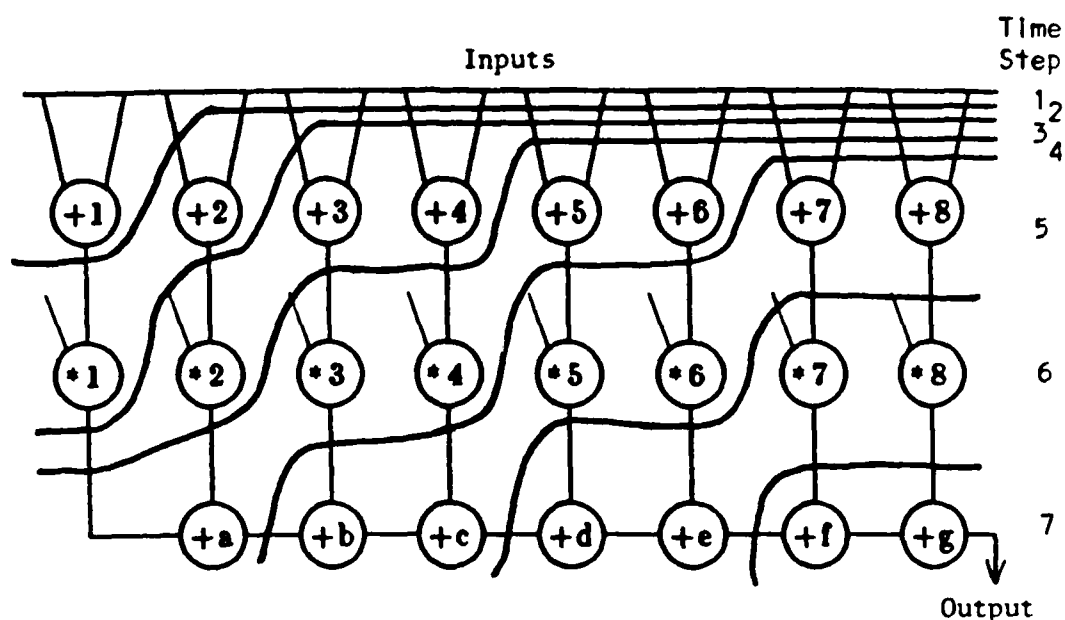 Time
Step
Inputs
1
2
3
4
+1 +2 +3 +4 +5 +6 +7 +8
5
*1 *2 *3 *4 *5 *6 *7 *8
6
+a +b +c +d +e +f +g
7
Output